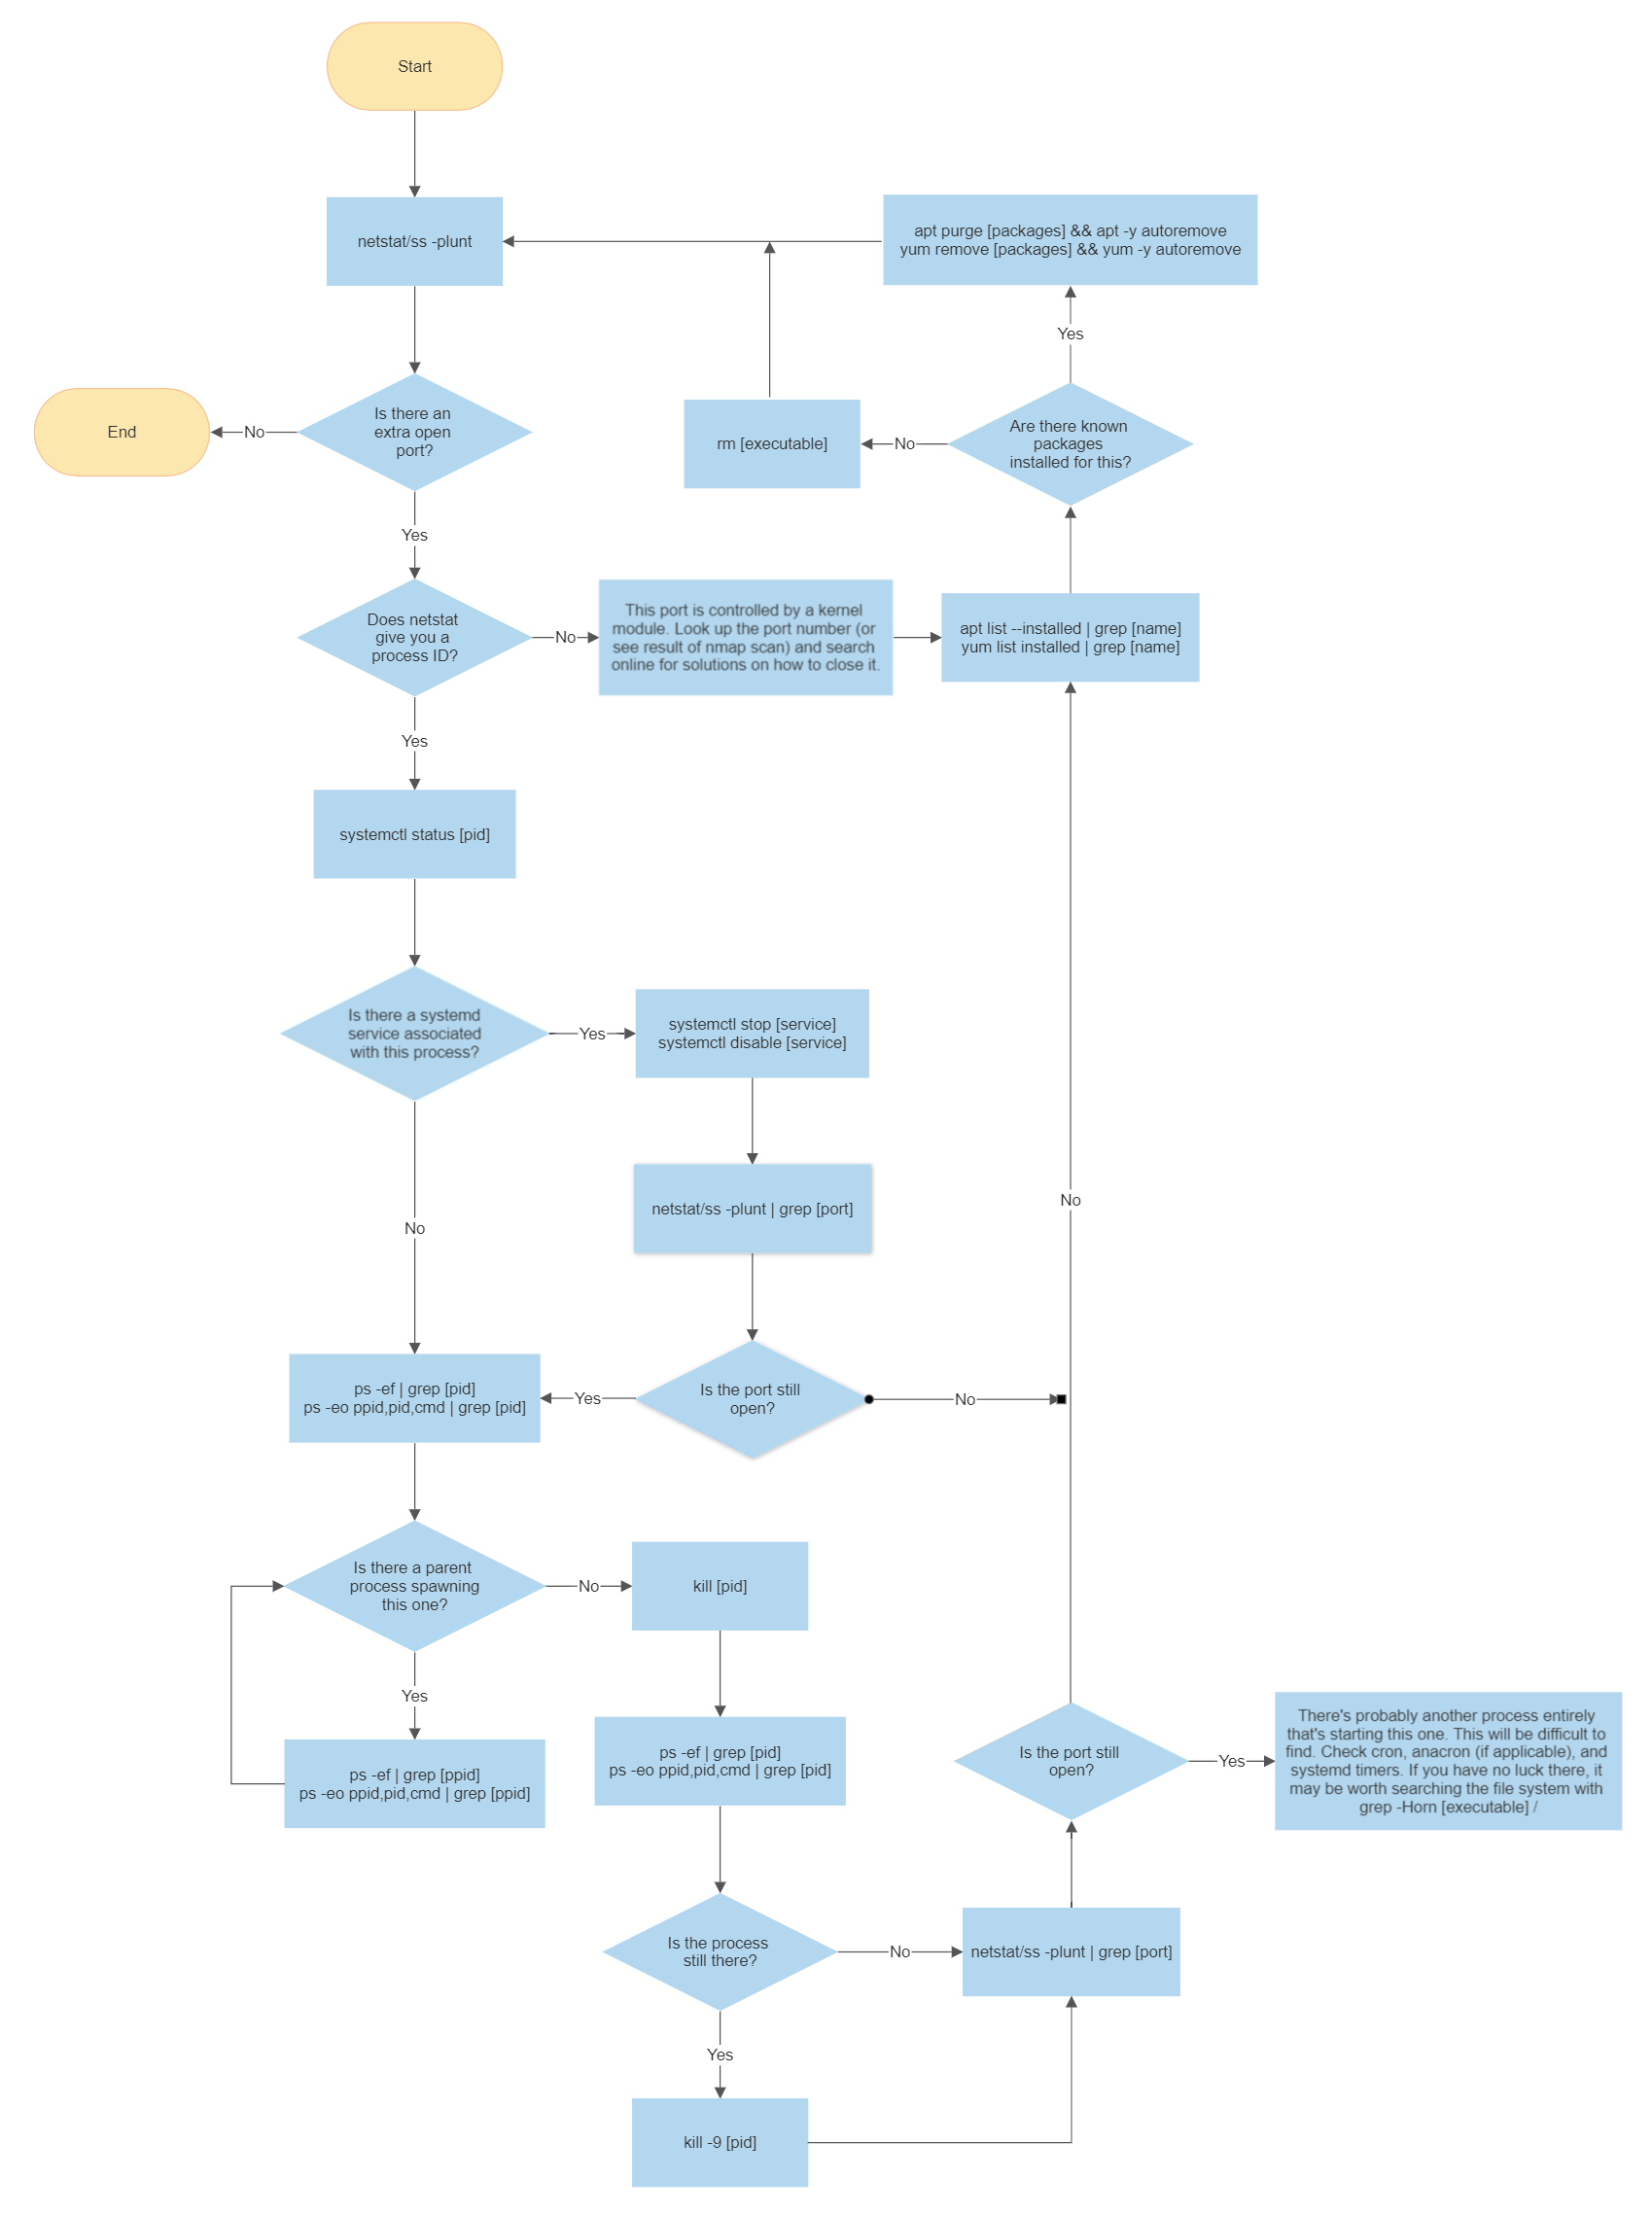 Start
netstat/ss -plunt
apt purge [packages] && apt -y autoremove
yum remove [packages] && yum -y autoremove
Yes
Is there an
extra open
port?
No
End
rm [executable]
No
Are there known
packages
installed for this?
Yes
Does netstat
give you a
process ID?
No
This port is controlled by a kernel
module. Look up the port number (or
see result of nmap scan) and search
online for solutions on how to close it.
apt list --installed | grep [name]
yum list installed | grep [name]
Yes
systemctl status [pid]
Is there a systemd
service associated
with this process?
Yes
systemctl stop [service]
systemctl disable [service]
netstat/ss -plunt | grep [port]
No
No
ps -ef | grep [pid]
ps -eo ppid,pid,cmd | grep [pid]
Yes
Is the port still
open?
No
Is there a parent
process spawning
this one?
No
kill [pid]
Yes
ps -ef | grep [ppid]
ps -eo ppid,pid,cmd | grep [ppid]
ps -ef | grep [pid]
ps -eo ppid,pid,cmd | grep [pid]
Is the port still
open?
Yes
There's probably another process entirely
that's starting this one. This will be difficult to
find. Check cron, anacron (if applicable), and
systemd timers. If you have no luck there, it
may be worth searching the file system with
grep -Horn [executable] /
Is the process
still there?
No
netstat/ss -plunt | grep [port]
Yes
kill -9 [pid]